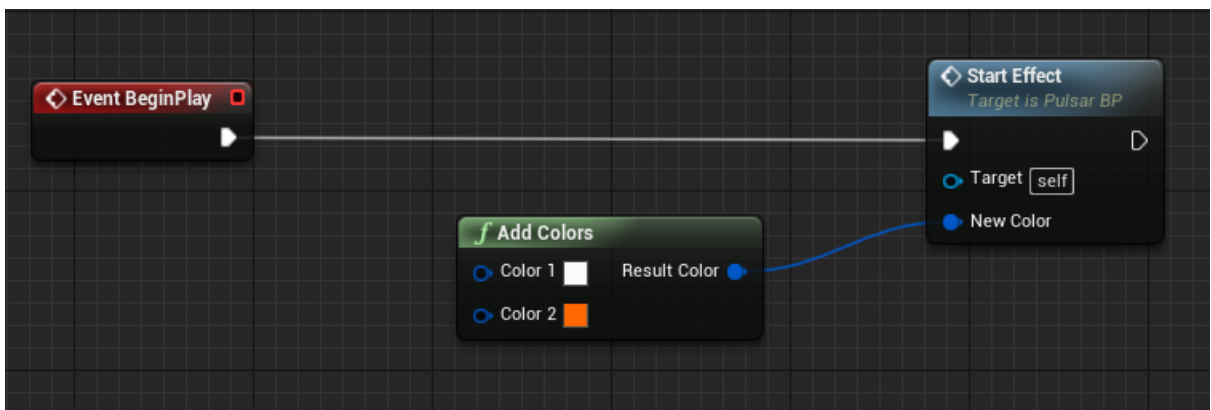 Event BeginPlay
Start Effect
Target is Pulsar BP
Target self
New Color
f Add Colors
Color 1 Result Color
Color 2